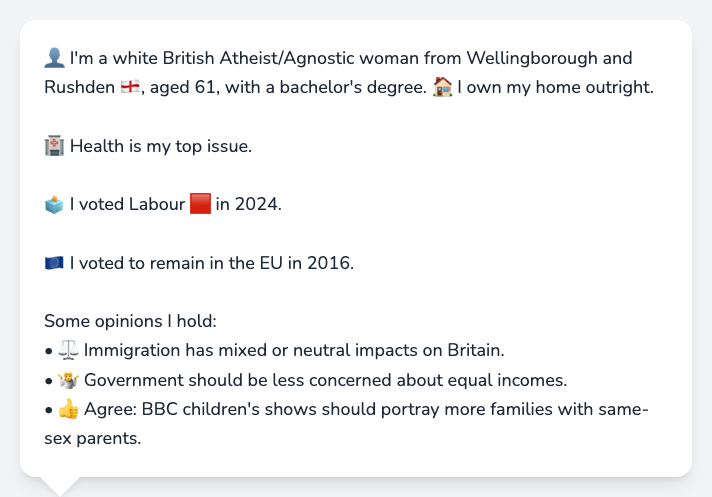 👤 I'm a white British Atheist/Agnostic woman from Wellingborough and
Rushden 🏴󠁧󠁢󠁥󠁮󠁧󠁿, aged 61, with a bachelor's degree. 🏠 I own my home outright.
🏥 Health is my top issue.
🗳️ I voted Labour 🟥 in 2024.
🇪🇺 I voted to remain in the EU in 2016.
Some opinions I hold:
• ⚖️ Immigration has mixed or neutral impacts on Britain.
• 🤷 Government should be less concerned about equal incomes.
• 👍 Agree: BBC children's shows should portray more families with same-
sex parents.